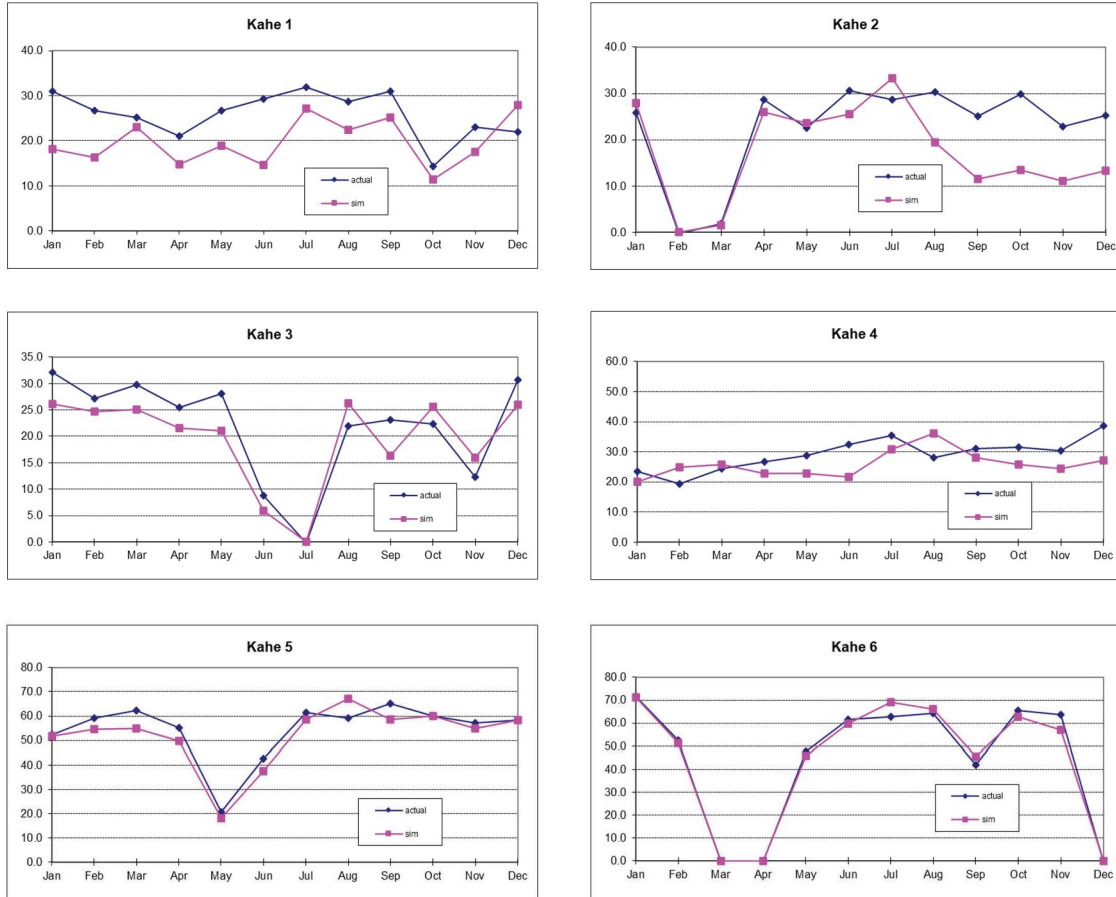 Kahe 1
40.0
30.0
20.0
10.0
0.0
Jan Feb Mar Apr May Jun Jul Aug Sep Oct Nov Dec
actual
sim
Kahe 2
40.0
30.0
20.0
10.0
0.0
Jan Feb Mar Apr May Jun Jul Aug Sep Oct Nov Dec
actual
sim
Kahe 3
35.0
30.0
25.0
20.0
15.0
10.0
5.0
0.0
Jan Feb Mar Apr May Jun Jul Aug Sep Oct Nov Dec
actual
sim
Kahe 4
60.0
50.0
40.0
30.0
20.0
10.0
0.0
Jan Feb Mar Apr May Jun Jul Aug Sep Oct Nov Dec
actual
sim
Kahe 5
80.0
70.0
60.0
50.0
40.0
30.0
20.0
10.0
0.0
Jan Feb Mar Apr May Jun Jul Aug Sep Oct Nov Dec
actual
sim
Kahe 6
80.0
70.0
60.0
50.0
40.0
30.0
20.0
10.0
0.0
Jan Feb Mar Apr May Jun Jul Aug Sep Oct Nov Dec
actual
sim